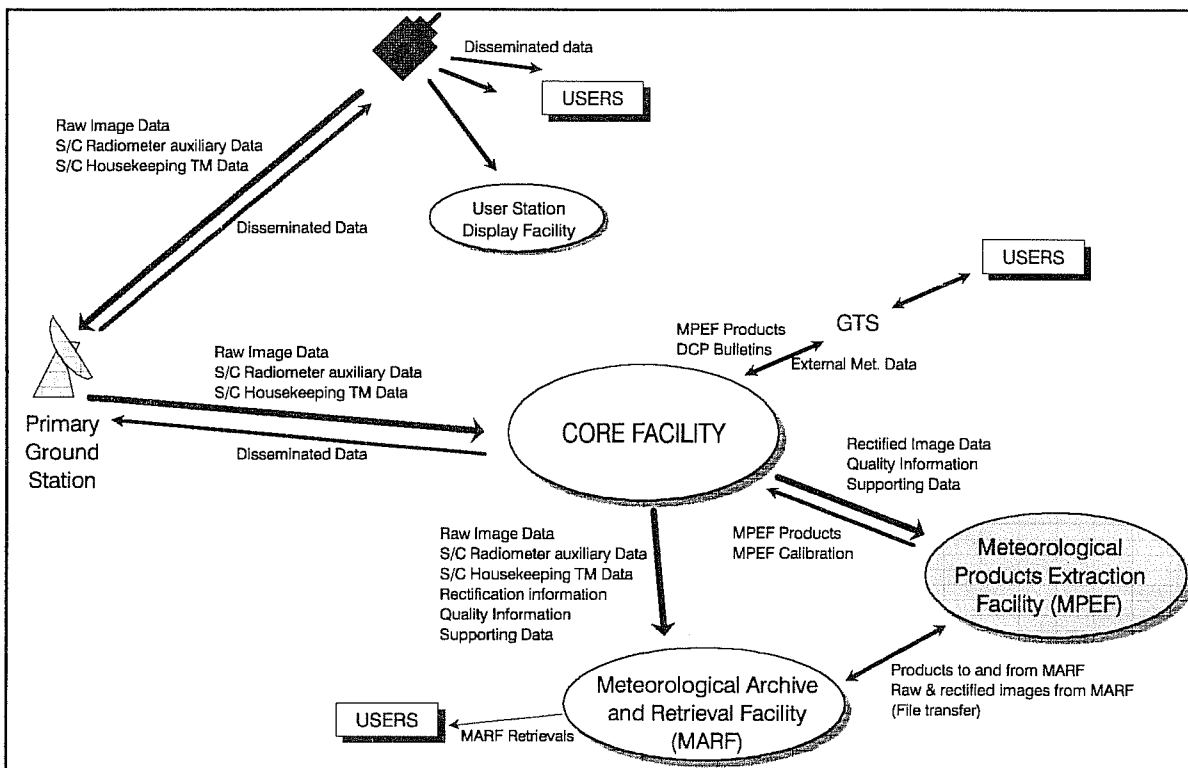 Disseminated data
USERS
Raw Image Data
S/C Radiometer auxiliary Data
S/C Housekeeping TM Data
Disseminated Data
User Station
Display Facility
USERS
GTS
MPEF Products
DCP Bulletins
External Met. Data
Raw Image Data
S/C Radiometer auxiliary Data
S/C Housekeeping TM Data
Primary
Ground
Station
Disseminated Data
CORE FACILITY
Rectified Image Data
Quality Information
Supporting Data
MPEF Products
MPEF Calibration
Raw Image Data
S/C Radiometer auxiliary Data
S/C Housekeeping TM Data
Rectification information
Quality Information
Supporting Data
Meteorological
Products Extraction
Facility (MPEF)
Products to and from MARF
Raw & rectified images from MARF
(File transfer)
Meteorological Archive
and Retrieval Facility
(MARF)
USERS
MARF Retrievals